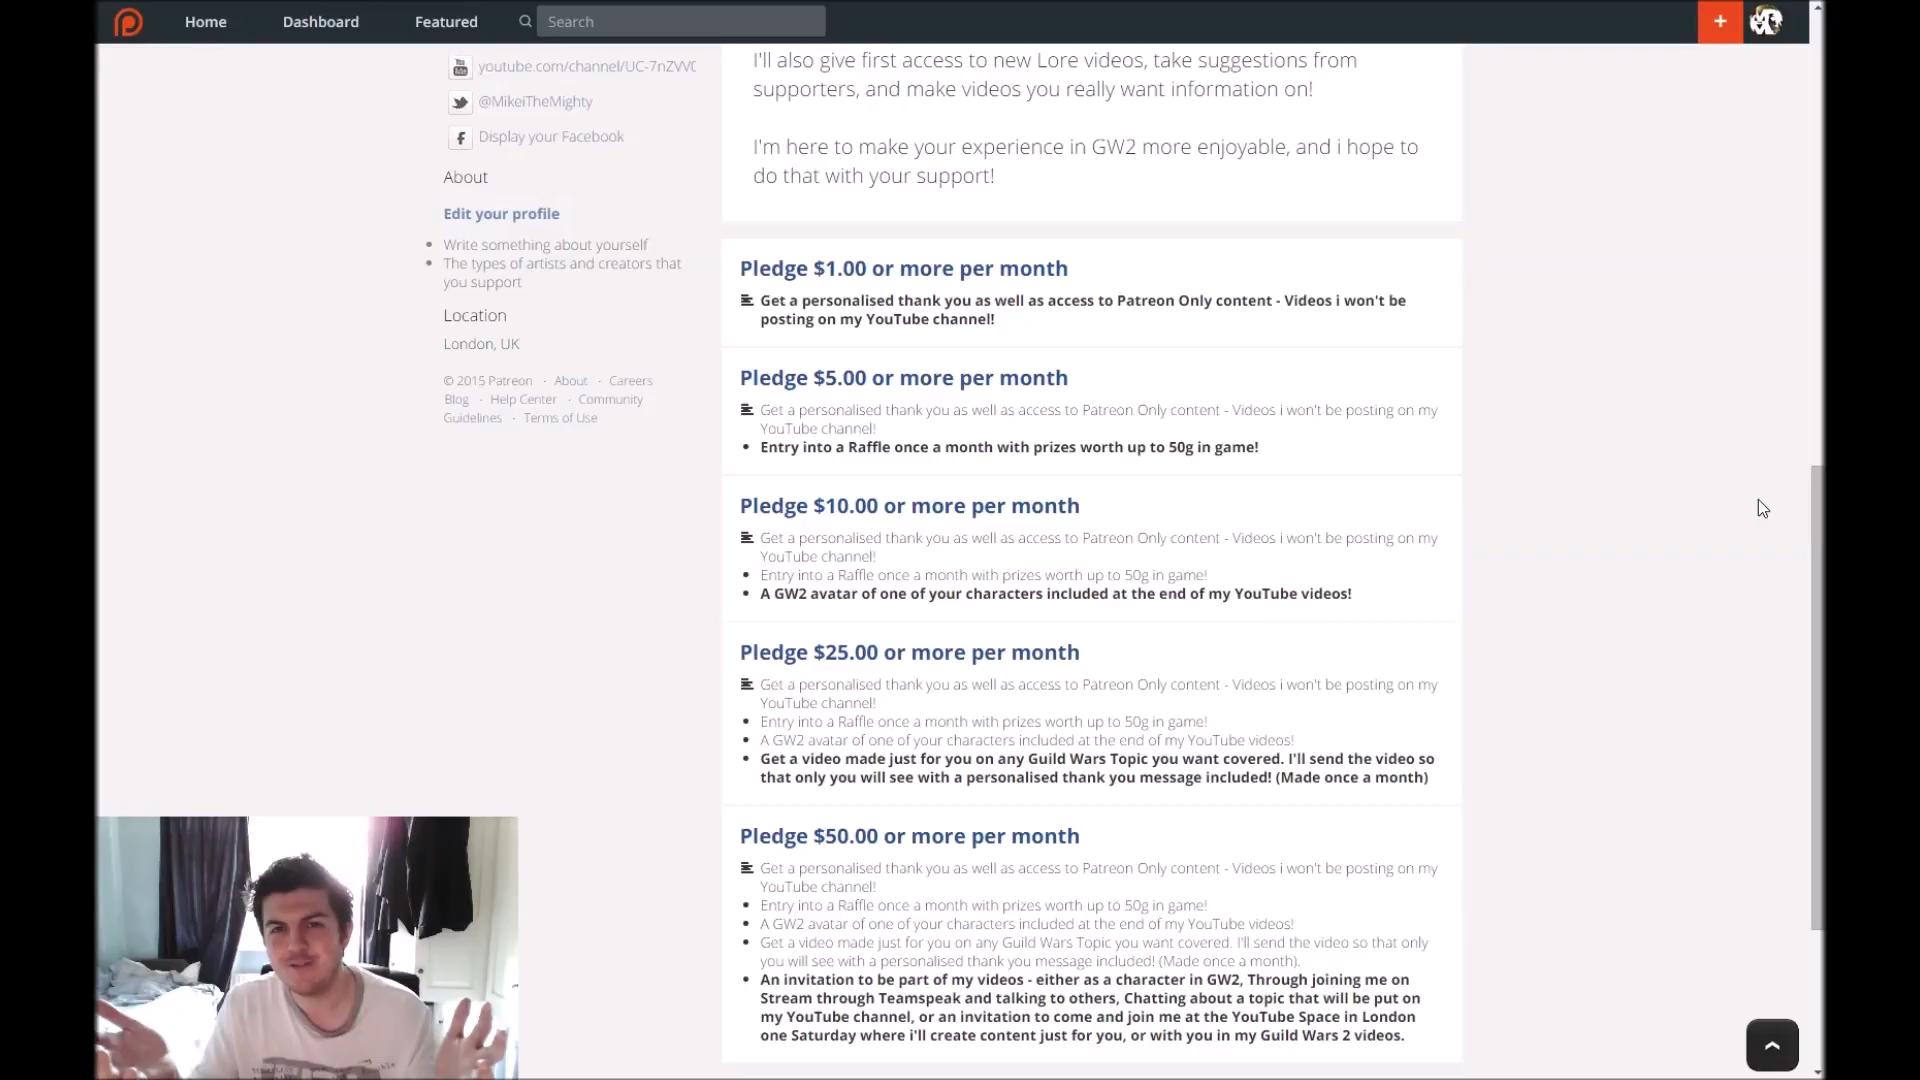 Home Dashboard Featured Search
youtube.com/channel/UC-7nZVV
@MikeiTheMighty
Display your Facebook
About
Edit your profile
Write something about yourself
The types of artists and creators that
you support
Location
London, UK
© 2015 Patreon · About · Careers
Blog · Help Center · Community
Guidelines · Terms of Use
I'll also give first access to new Lore videos, take suggestions from
supporters, and make videos you really want information on!
I'm here to make your experience in GW2 more enjoyable, and i hope to
do that with your support!
Pledge $1.00 or more per month
Get a personalised thank you as well as access to Patreon Only content - Videos i won't be
posting on my YouTube channel!
Pledge $5.00 or more per month
Get a personalised thank you as well as access to Patreon Only content - Videos i won't be posting on my
YouTube channel!
Entry into a Raffle once a month with prizes worth up to 50g in game!
Pledge $10.00 or more per month
Get a personalised thank you as well as access to Patreon Only content - Videos i won't be posting on my
YouTube channel!
Entry into a Raffle once a month with prizes worth up to 50g in game!
A GW2 avatar of one of your characters included at the end of my YouTube videos!
Pledge $25.00 or more per month
Get a personalised thank you as well as access to Patreon Only content - Videos i won't be posting on my
YouTube channel!
Entry into a Raffle once a month with prizes worth up to 50g in game!
A GW2 avatar of one of your characters included at the end of my YouTube videos!
Get a video made just for you on any Guild Wars Topic you want covered. I'll send the video so
that only you will see with a personalised thank you message included! (Made once a month)
Pledge $50.00 or more per month
Get a personalised thank you as well as access to Patreon Only content - Videos i won't be posting on my
YouTube channel!
Entry into a Raffle once a month with prizes worth up to 50g in game!
A GW2 avatar of one of your characters included at the end of my YouTube videos!
Get a video made just for you on any Guild Wars Topic you want covered. I'll send the video so that only
you will see with a personalised thank you message included! (Made once a month).
An invitation to be part of my videos - either as a character in GW2, Through joining me on
Stream through Teamspeak and talking to others, Chatting about a topic that will be put on
my YouTube channel, or an invitation to come and join me at the YouTube Space in London
one Saturday where i'll create content just for you, or with you in my Guild Wars 2 videos.